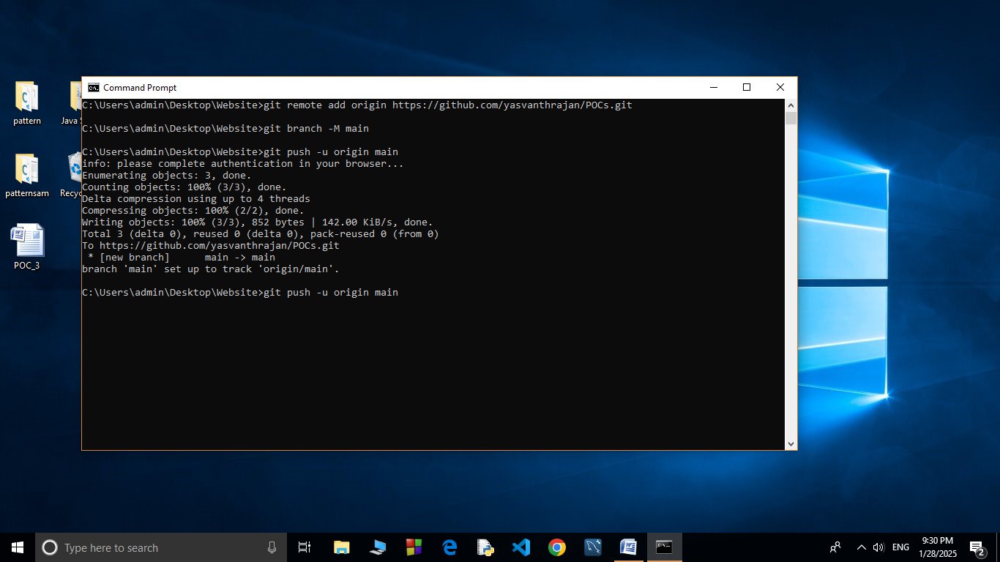 Command Prompt
C:\Users\admin\Desktop\Website>git remote add origin https://github.com/yasvanthrajan/POCs.git
C:\Users\admin\Desktop\Website>git branch -M main
C:\Users\admin\Desktop\Website>git push -u origin main
info: please complete authentication in your browser...
Enumerating objects: 3, done.
Counting objects: 100% (3/3), done.
Delta compression using up to 4 threads
Compressing objects: 100% (2/2), done.
Writing objects: 100% (3/3), 852 bytes | 142.00 KiB/s, done.
Total 3 (delta 0), reused 0 (delta 0), pack-reused 0 (from 0)
To https://github.com/yasvanthrajan/POCs.git
 * [new branch]      main -> main
branch 'main' set up to track 'origin/main'.
C:\Users\admin\Desktop\Website>git push -u origin main
pattern
Java
patternsam
POC_3
Type here to search
ENG
9:30 PM
1/28/2025
2